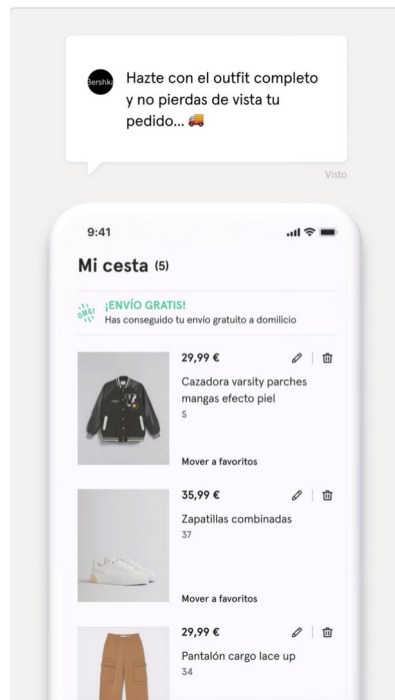 Bershka
Hazte con el outfit completo
y no pierdas de vista tu
pedido... 🚚
Visto
9:41
Mi cesta (5)
OMG!
¡ENVÍO GRATIS!
Has conseguido tu envío gratuito a domicilio
29,99 €
Cazadora varsity parches
mangas efecto piel
S
Mover a favoritos
35,99 €
Zapatillas combinadas
37
Mover a favoritos
29,99 €
Pantalón cargo lace up
34